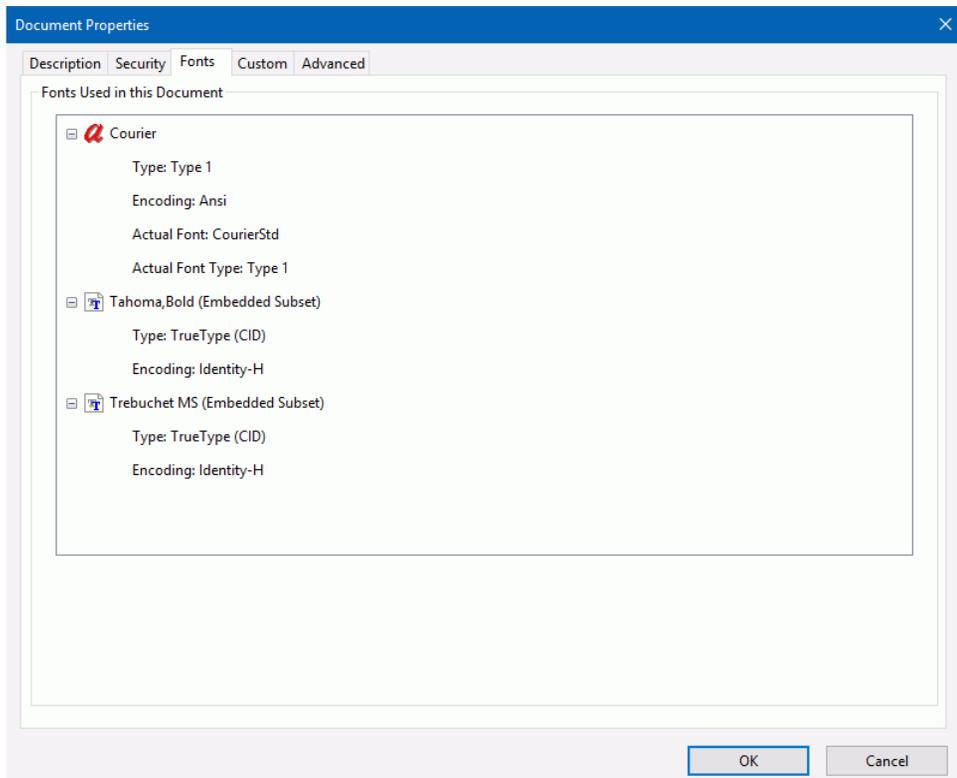 Document Properties
Description Security Fonts Custom Advanced
Fonts Used in this Document
Courier
Type: Type 1
Encoding: Ansi
Actual Font: CourierStd
Actual Font Type: Type 1
Tahoma,Bold (Embedded Subset)
Type: TrueType (CID)
Encoding: Identity-H
Trebuchet MS (Embedded Subset)
Type: TrueType (CID)
Encoding: Identity-H
OK Cancel